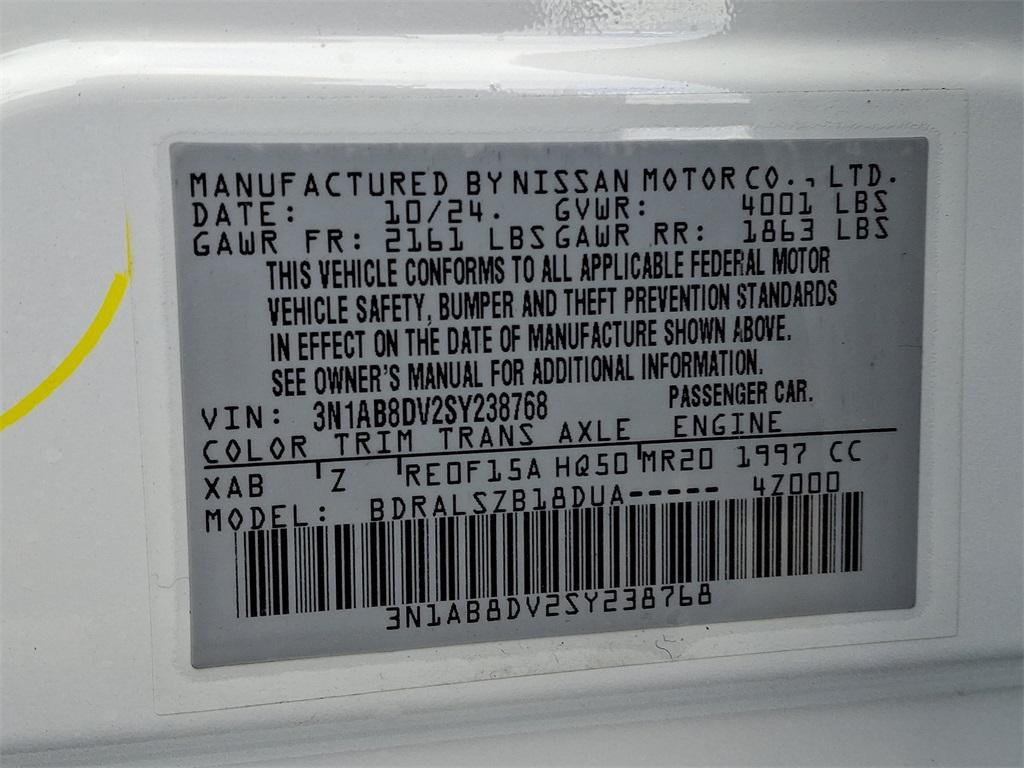 MANUFACTURED BY NISSAN MOTOR CO., LTD.
DATE: 10/24. GVWR: 4001 LBS
GAWR FR: 2161 LBS GAWR RR: 1863 LBS
THIS VEHICLE CONFORMS TO ALL APPLICABLE FEDERAL MOTOR
VEHICLE SAFETY, BUMPER AND THEFT PREVENTION STANDARDS
IN EFFECT ON THE DATE OF MANUFACTURE SHOWN ABOVE.
SEE OWNER'S MANUAL FOR ADDITIONAL INFORMATION.
VIN: 3N1AB8DV2SY238768 PASSENGER CAR.
COLOR TRIM TRANS AXLE ENGINE
XAB Z RE0F15A HQ50 MR20 1997 CC
MODEL: BDRALSZB18DUA----- 4Z000
3N1AB8DV2SY238768